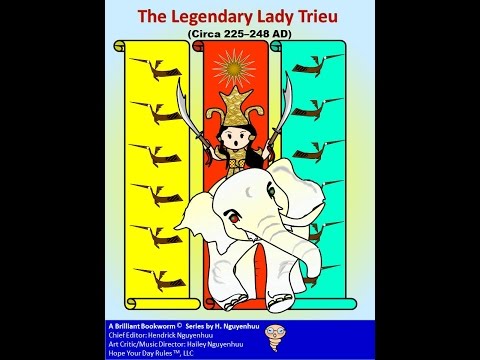 The Legendary Lady Trieu
(Circa 225–248 AD)
A Brilliant Bookworm © Series by H. Nguyenhuu
Chief Editor: Hendrick Nguyenhuu
Art Critic/Music Director: Hailey Nguyenhuu
Hope Your Day Rules™, LLC